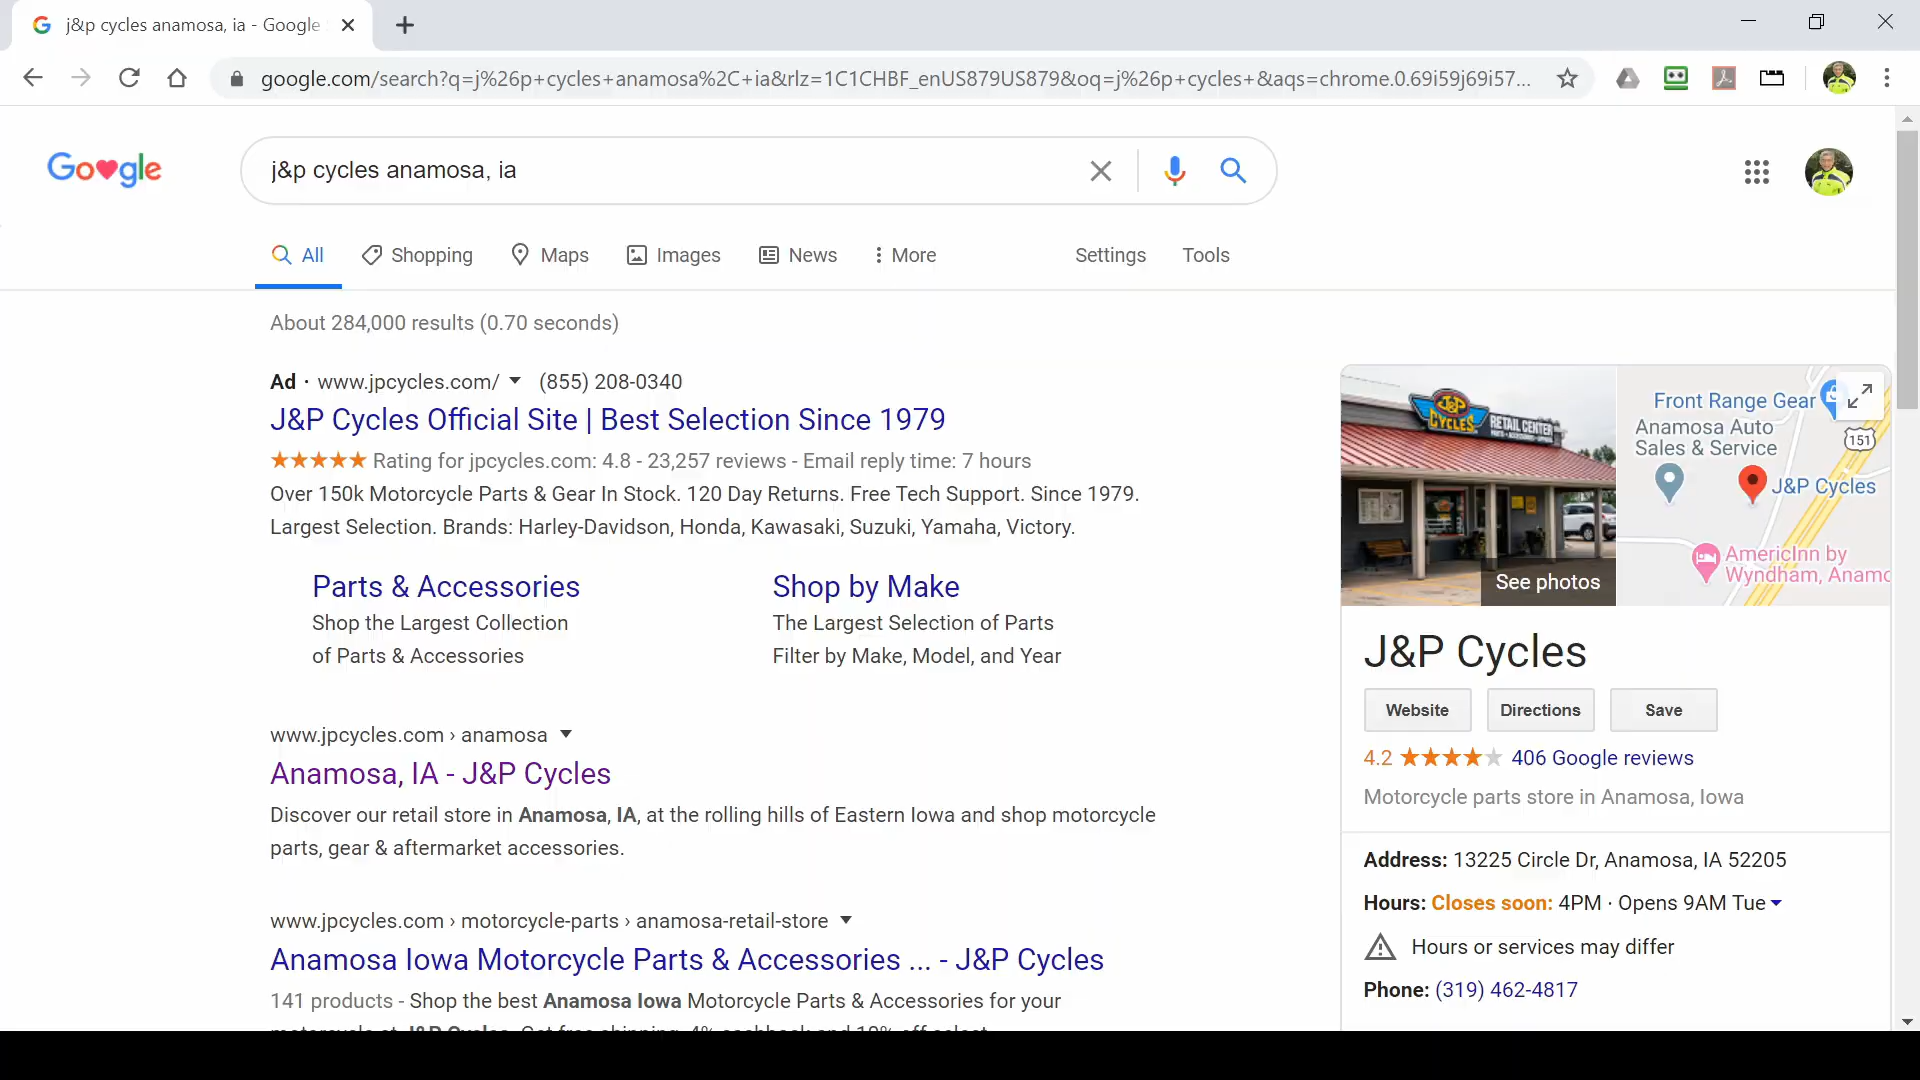 j&p cycles anamosa, ia - Google
google.com/search?q=j%26p+cycles+anamosa%2C+ia&rlz=1C1CHBF_enUS879US879&oq=j%26p+cycles+&aqs=chrome.0.69i59j69i57...
Google
j&p cycles anamosa, ia
All
Shopping
Maps
Images
News
More
Settings
Tools
About 284,000 results (0.70 seconds)
Ad · www.jpcycles.com/ (855) 208-0340
J&P Cycles Official Site | Best Selection Since 1979
Rating for jpcycles.com: 4.8 - 23,257 reviews - Email reply time: 7 hours
Over 150k Motorcycle Parts & Gear In Stock. 120 Day Returns. Free Tech Support. Since 1979.
Largest Selection. Brands: Harley-Davidson, Honda, Kawasaki, Suzuki, Yamaha, Victory.
Parts & Accessories
Shop the Largest Collection
of Parts & Accessories
Shop by Make
The Largest Selection of Parts
Filter by Make, Model, and Year
www.jpcycles.com › anamosa
Anamosa, IA - J&P Cycles
Discover our retail store in Anamosa, IA, at the rolling hills of Eastern Iowa and shop motorcycle
parts, gear & aftermarket accessories.
www.jpcycles.com › motorcycle-parts › anamosa-retail-store
Anamosa Iowa Motorcycle Parts & Accessories ... - J&P Cycles
141 products - Shop the best Anamosa Iowa Motorcycle Parts & Accessories for your
J&P
CYCLES
RETAIL CENTER
See photos
Front Range Gear
Anamosa Auto
Sales & Service
151
J&P Cycles
AmericInn by
Wyndham, Anamo
J&P Cycles
Website
Directions
Save
4.2 406 Google reviews
Motorcycle parts store in Anamosa, Iowa
Address: 13225 Circle Dr, Anamosa, IA 52205
Hours: Closes soon: 4PM · Opens 9AM Tue
Hours or services may differ
Phone: (319) 462-4817